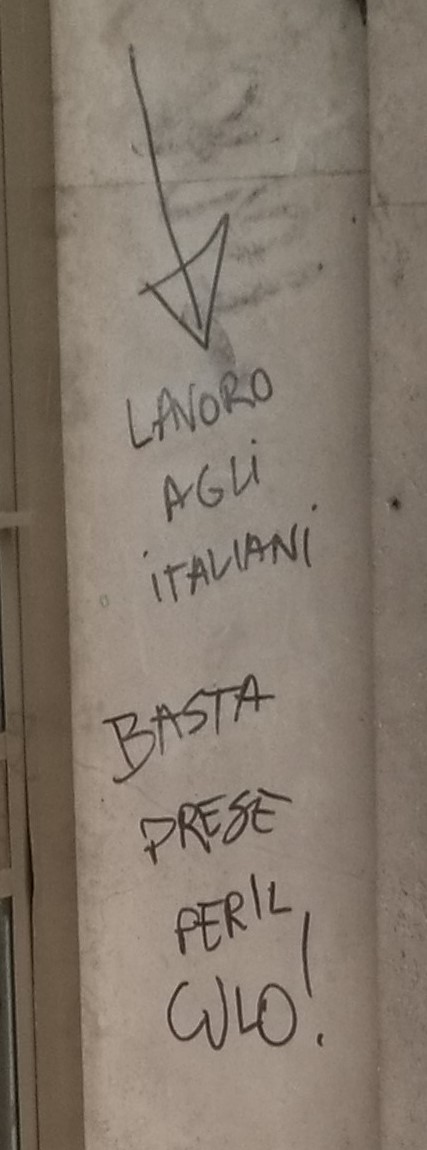 LAVORO
AGLi
iTALIANi
BASTA
PRESE
PER IL
CULO!